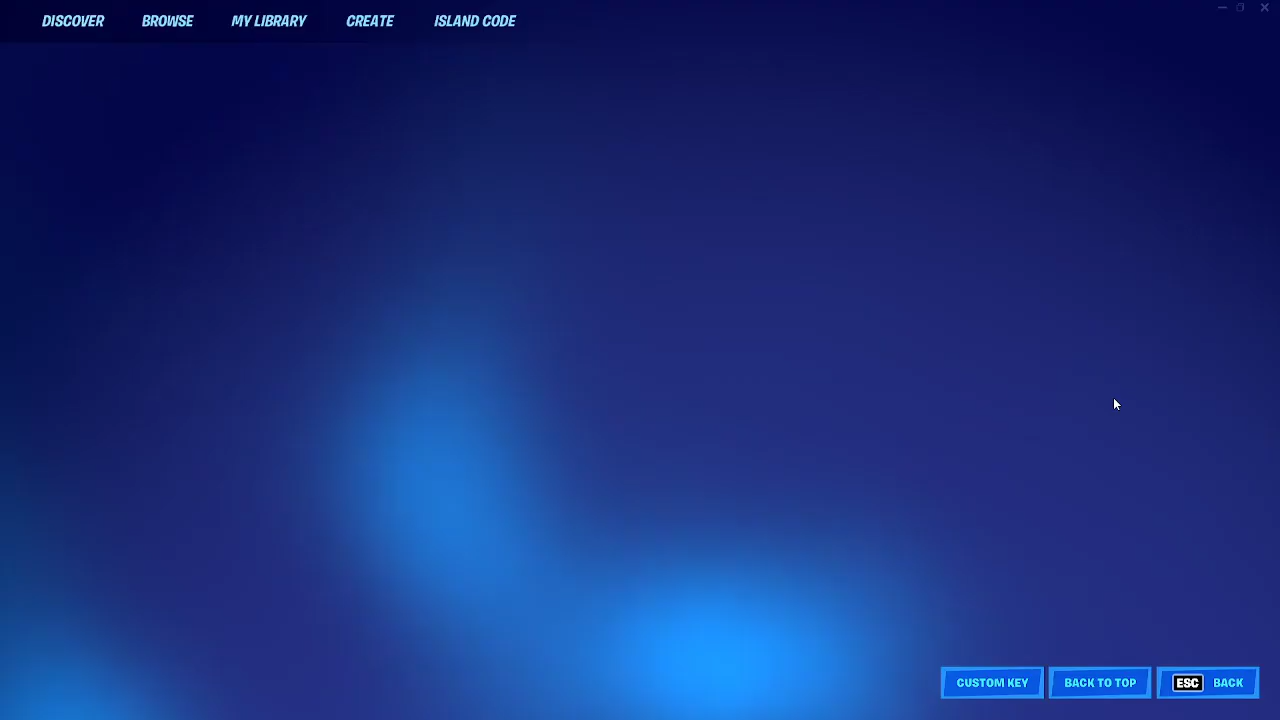 DISCOVER BROWSE MY LIBRARY CREATE ISLAND CODE
CUSTOM KEY BACK TO TOP ESC BACK